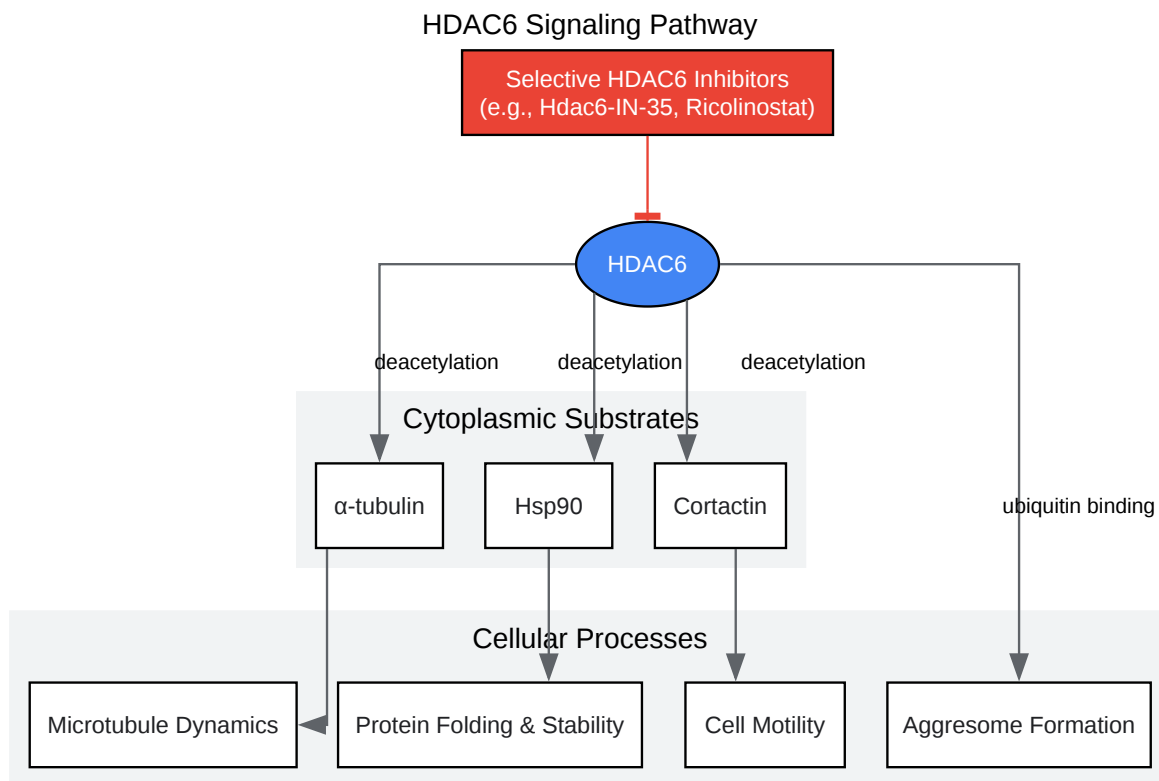 HDAC6 Signaling Pathway
Selective HDAC6 Inhibitors
(e.g., Hdac6-IN-35, Ricolinostat)
HDAC6
deacetylation
deacetylation
deacetylation
Cytoplasmic Substrates
α-tubulin
Hsp90
Cortactin
ubiquitin binding
Cellular Processes
Microtubule Dynamics
Protein Folding & Stability
Cell Motility
Aggresome Formation